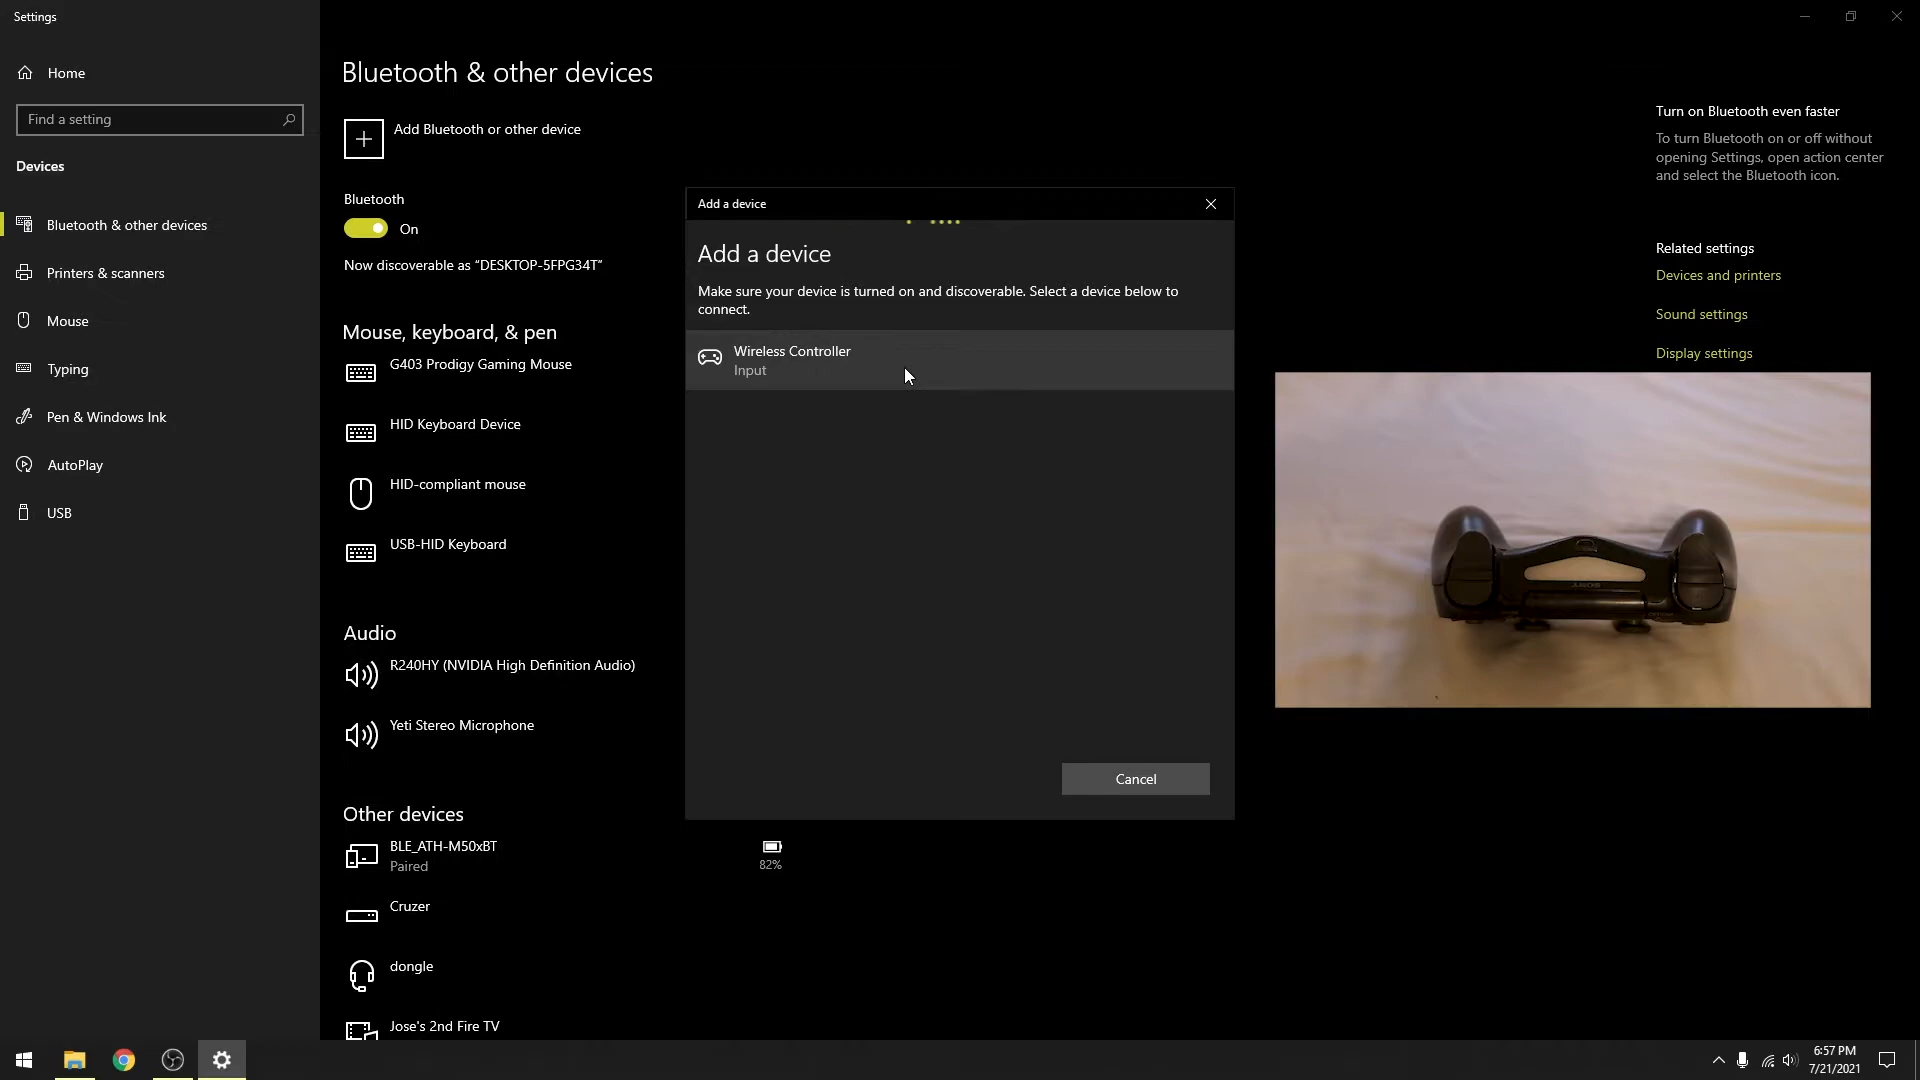 Settings
Home
Find a setting
Devices
Bluetooth & other devices
Printers & scanners
Mouse
Typing
Pen & Windows Ink
AutoPlay
USB
Bluetooth & other devices
Add Bluetooth or other device
Bluetooth
On
Now discoverable as “DESKTOP-5FPG34T”
Mouse, keyboard, & pen
G403 Prodigy Gaming Mouse
HID Keyboard Device
HID-compliant mouse
USB-HID Keyboard
Audio
R240HY (NVIDIA High Definition Audio)
Yeti Stereo Microphone
Other devices
BLE_ATH-M50xBT
Paired
82%
Cruzer
dongle
Jose's 2nd Fire TV
Add a device
Add a device
Make sure your device is turned on and discoverable. Select a device below to
connect.
Wireless Controller
Input
Cancel
Turn on Bluetooth even faster
To turn Bluetooth on or off without
opening Settings, open action center
and select the Bluetooth icon.
Related settings
Devices and printers
Sound settings
Display settings
SONY
6:57 PM
7/21/2021